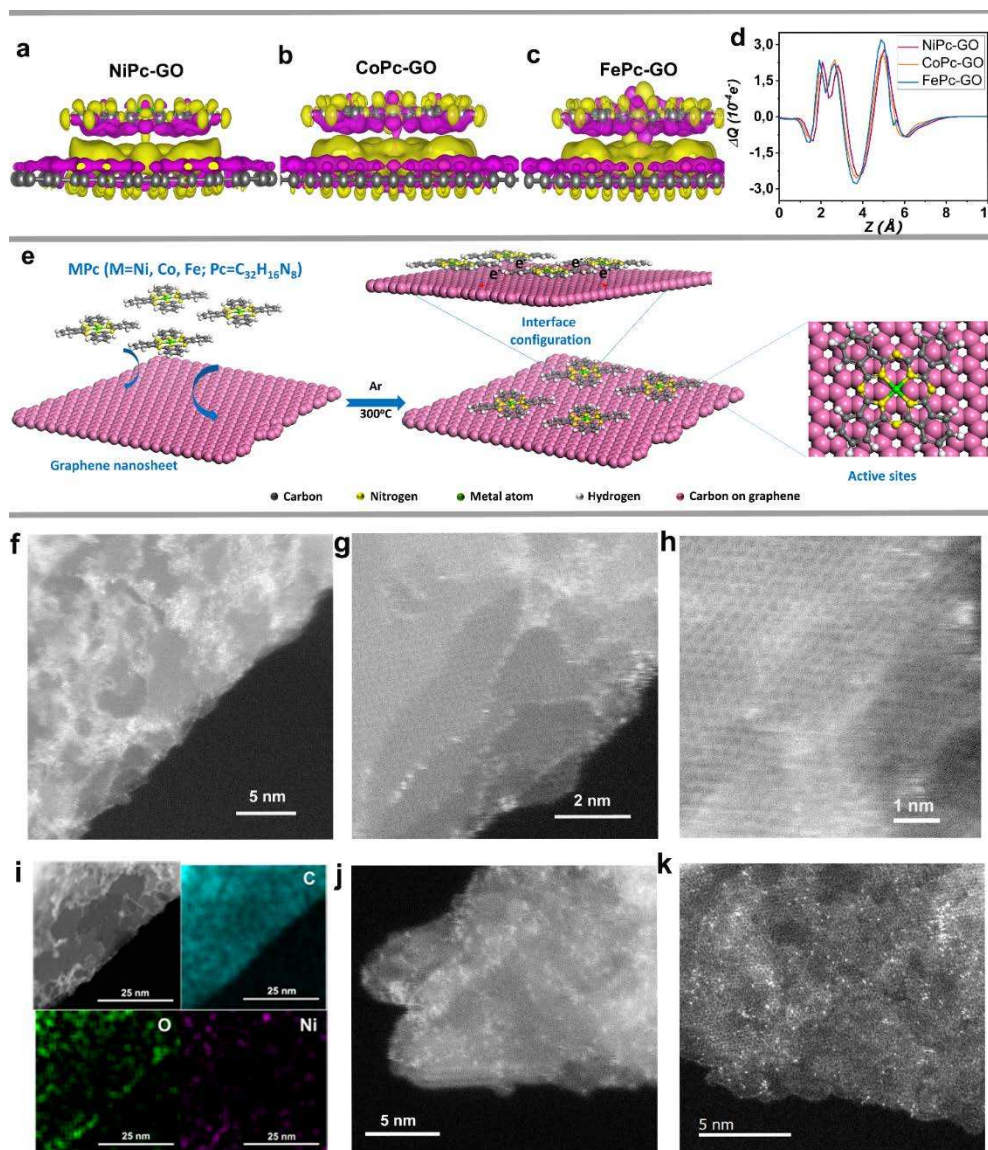 a
NiPc-GO
b
CoPc-GO
c
FePc-GO
d
3,0
1,5
0,0
-1,5
-3,0
ΔQ (10⁻⁴e⁻)
0 2 4 6 8 1
Z (Å)
NiPc-GO
CoPc-GO
FePc-GO
e
MPc (M=Ni, Co, Fe; Pc=C₃₂H₁₆N₈)
Graphene nanosheet
Ar
300°C
e⁻ e⁻
e⁻ e⁻
Interface
configuration
Active sites
Carbon Nitrogen Metal atom Hydrogen Carbon on graphene
f
5 nm
g
2 nm
h
1 nm
i
25 nm
C
25 nm
O
25 nm
Ni
25 nm
j
5 nm
k
5 nm